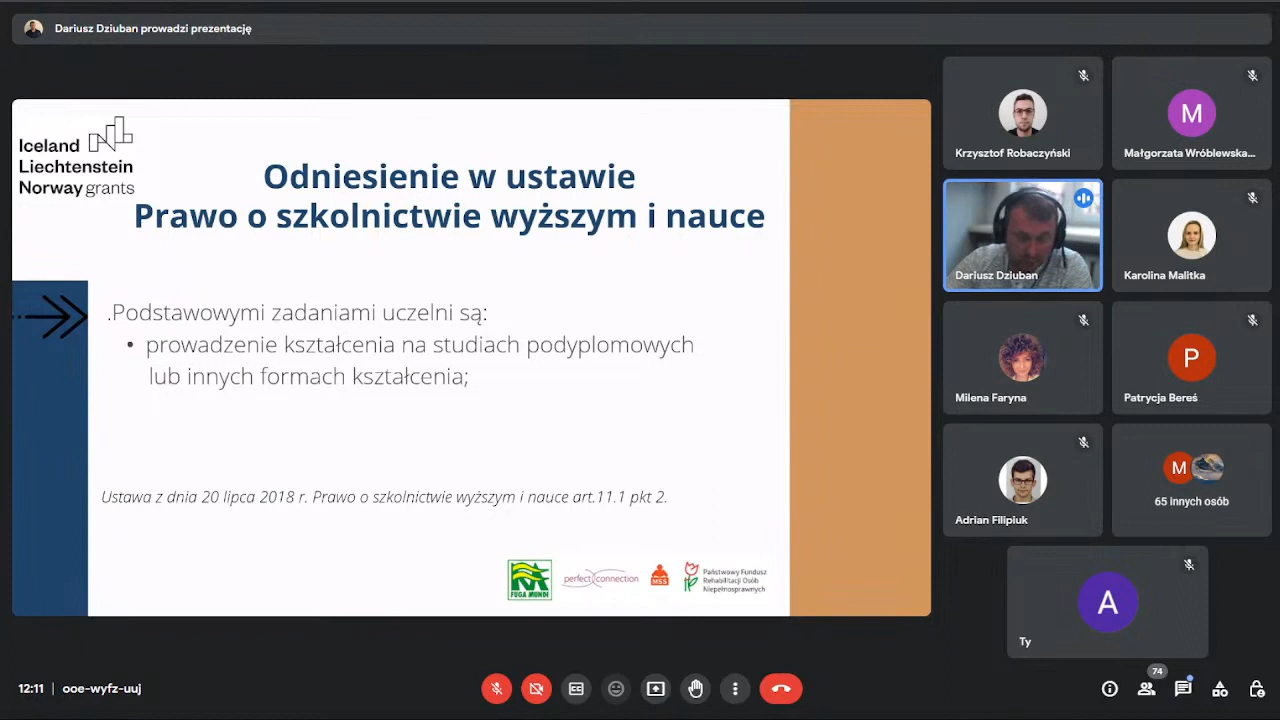 Dariusz Dziuban prowadzi prezentację
Iceland
Liechtenstein
Norway grants
Odniesienie w ustawie
Prawo o szkolnictwie wyższym i nauce
.Podstawowymi zadaniami uczelni są:
• prowadzenie kształcenia na studiach podyplomowych
lub innych formach kształcenia;
Ustawa z dnia 20 lipca 2018 r. Prawo o szkolnictwie wyższym i nauce art.11.1 pkt 2.
FUGA MUNDI
perfect connection
MSS
Państwowy Fundusz
Rehabilitacji Osób
Niepełnosprawnych
Krzysztof Robaczyński
M
Małgorzata Wróblewska...
Dariusz Dziuban
Karolina Malitka
Milena Faryna
P
Patrycja Bereś
Adrian Filipiuk
M
65 innych osób
A
Ty
12:11 | ooe-wyfz-uuj
CC
74